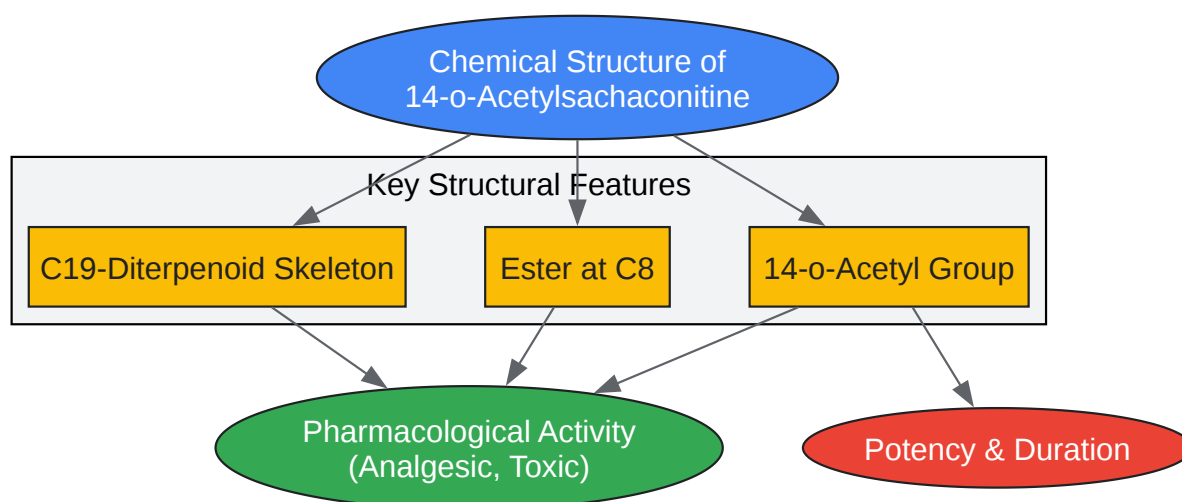 Chemical Structure of
14-o-Acetylsachaconitine
Key Structural Features
C19-Diterpenoid Skeleton
Ester at C8
14-o-Acetyl Group
Pharmacological Activity
(Analgesic, Toxic)
Potency & Duration